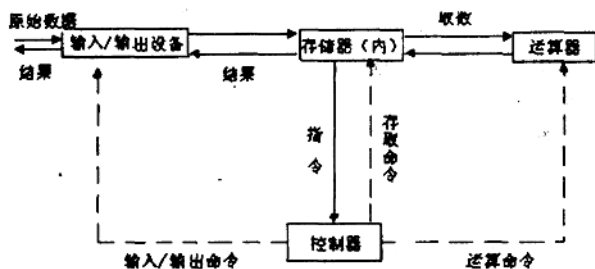 原始数据
输入/输出设备
存储器（内）
取数
运算器
结果
结果
指令
存取命令
控制器
输入/输出命令
运算命令